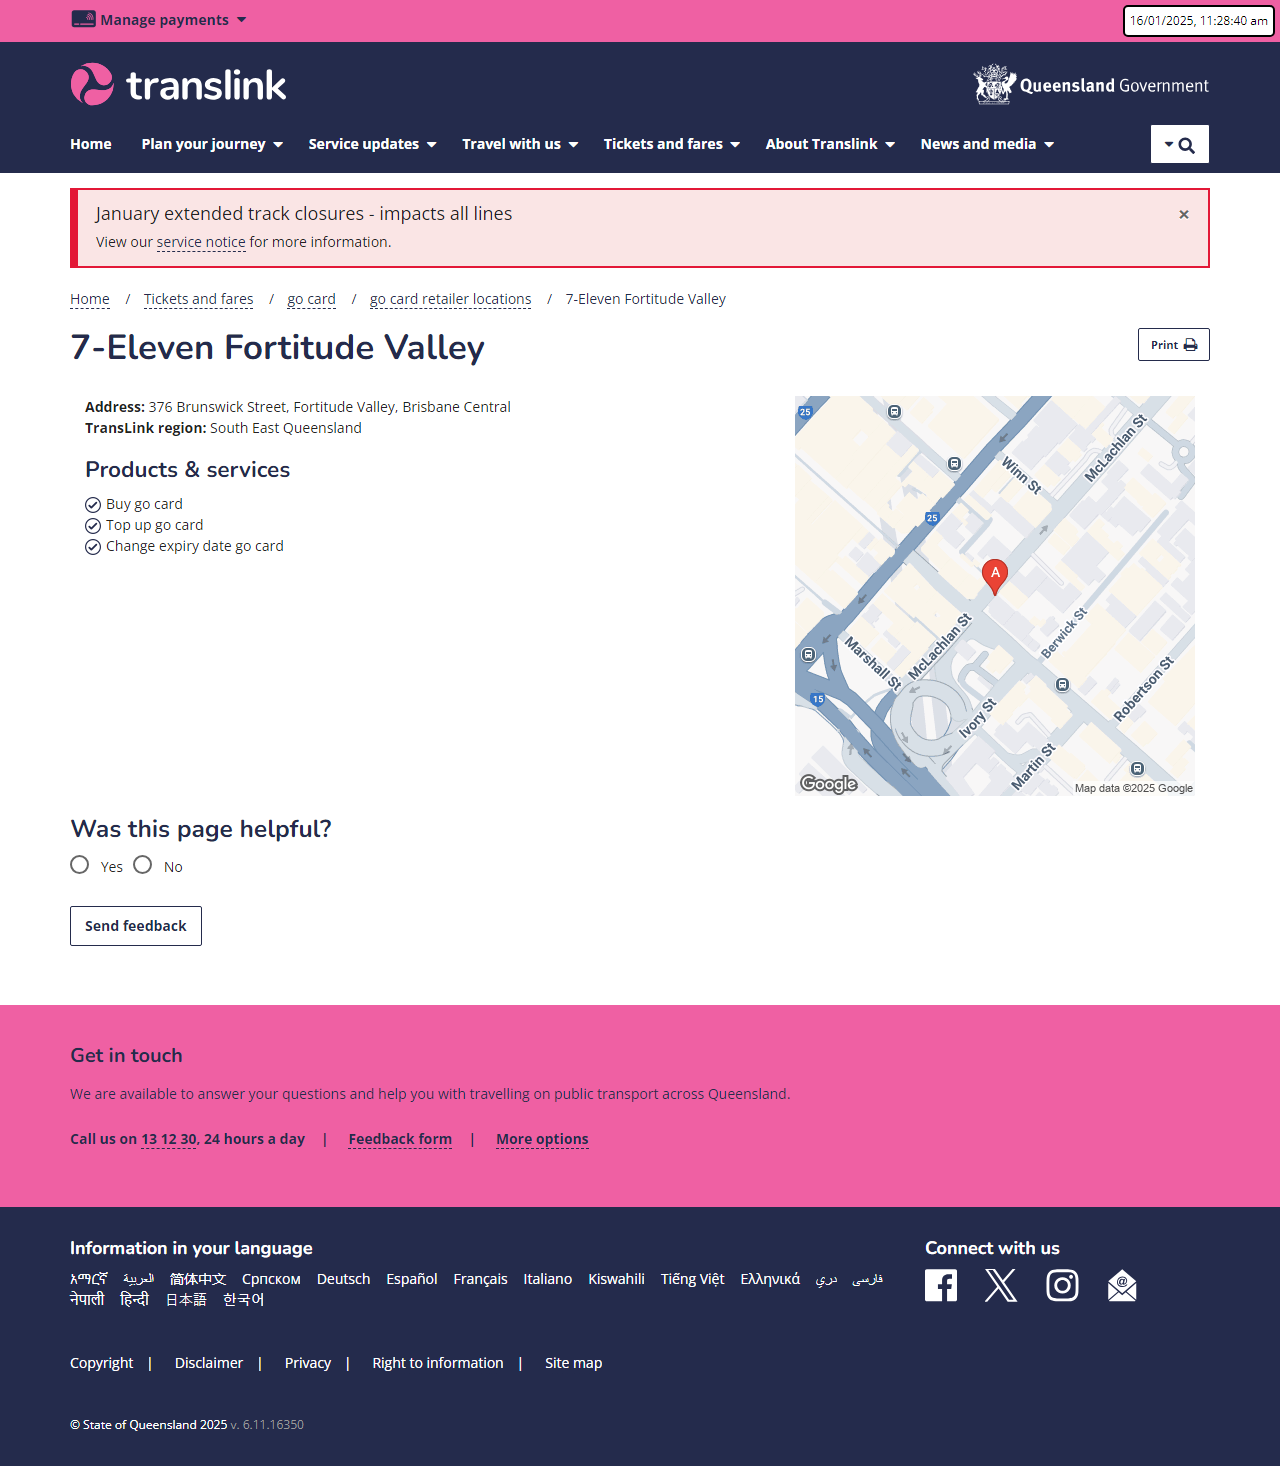 Manage payments
16/01/2025, 11:28:40 am
translink
Queensland Government
Home Plan your journey Service updates Travel with us Tickets and fares About Translink News and media
January extended track closures - impacts all lines
×
View our service notice for more information.
Home / Tickets and fares / go card / go card retailer locations / 7-Eleven Fortitude Valley
7-Eleven Fortitude Valley
Print
Address: 376 Brunswick Street, Fortitude Valley, Brisbane Central
TransLink region: South East Queensland
Products & services
Buy go card
Top up go card
Change expiry date go card
25
McLachlan St
Winn St
25
A
Berwick St
McLachlan St
Marshall St
Robertson St
15
Ivory St
Martin St
Google
Map data ©2025 Google
Was this page helpful?
Yes No
Send feedback
Get in touch
We are available to answer your questions and help you with travelling on public transport across Queensland.
Call us on 13 12 30, 24 hours a day | Feedback form | More options
Information in your language
አማርኛ العربية 简体中文 Српском Deutsch Español Français Italiano Kiswahili Tiếng Việt Ελληνικά دري فارسی
नेपाली हिन्दी 日本語 한국어
Connect with us
Copyright | Disclaimer | Privacy | Right to information | Site map
© State of Queensland 2025 v. 6.11.16350